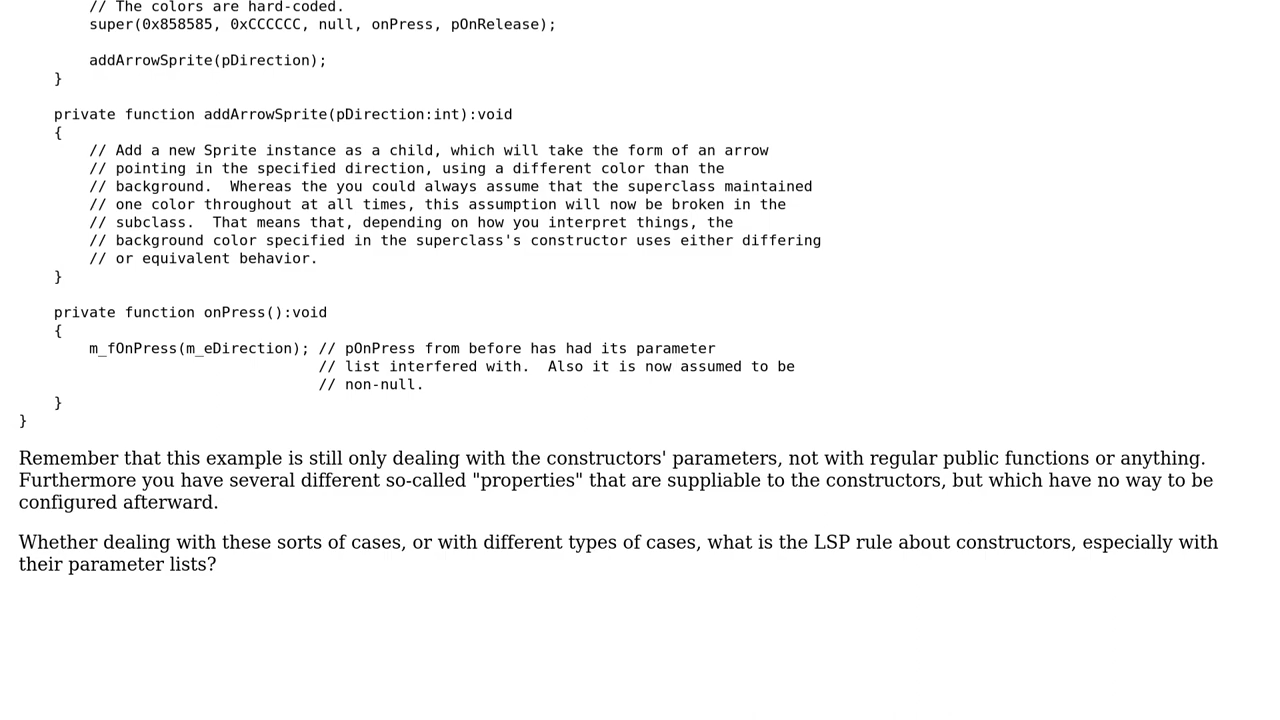 // The colors are hard-coded.
super(0x858585, 0xCCCCCC, null, onPress, pOnRelease);
addArrowSprite(pDirection);
}
private function addArrowSprite(pDirection:int):void
{
// Add a new Sprite instance as a child, which will take the form of an arrow
// pointing in the specified direction, using a different color than the
// background.  Whereas the you could always assume that the superclass maintained
// one color throughout at all times, this assumption will now be broken in the
// subclass.  That means that, depending on how you interpret things, the
// background color specified in the superclass's constructor uses either differing
// or equivalent behavior.
}
private function onPress():void
{
m_fOnPress(m_eDirection); // pOnPress from before has had its parameter
// list interfered with.  Also it is now assumed to be
// non-null.
}
}
Remember that this example is still only dealing with the constructors' parameters, not with regular public functions or anything.
Furthermore you have several different so-called "properties" that are suppliable to the constructors, but which have no way to be
configured afterward.
Whether dealing with these sorts of cases, or with different types of cases, what is the LSP rule about constructors, especially with
their parameter lists?